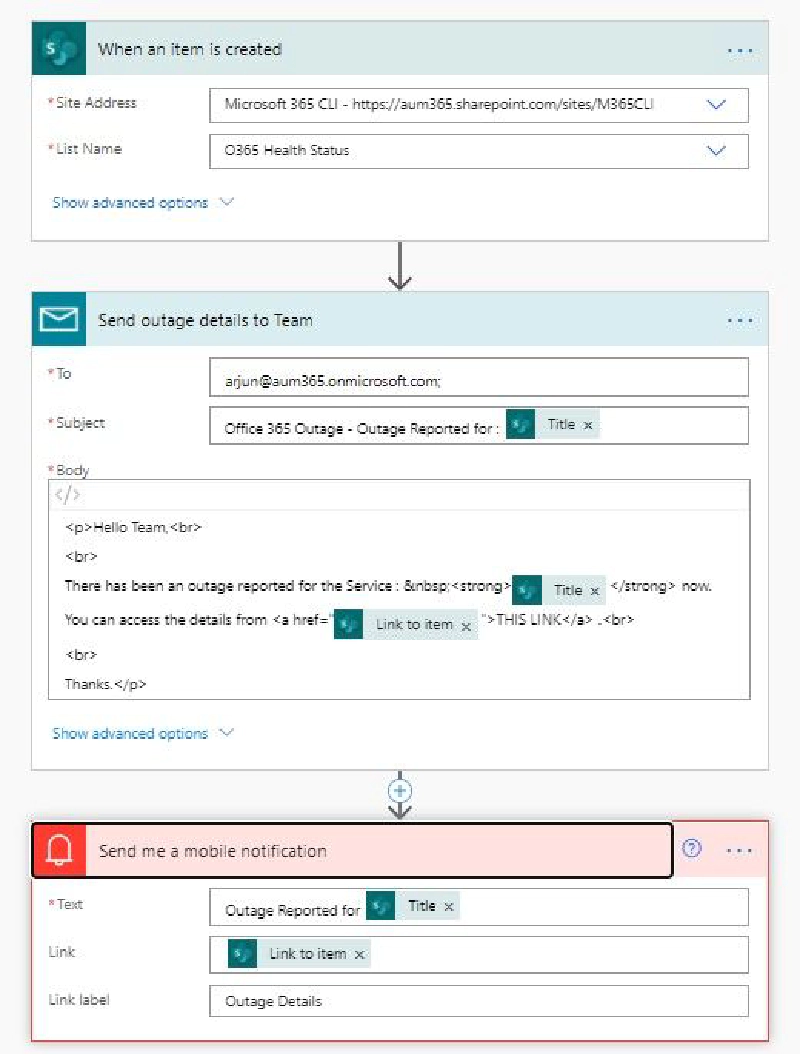 When an item is created
...
*Site Address
Microsoft 365 CLI - https://aum365.sharepoint.com/sites/M365CLI
*List Name
O365 Health Status
Show advanced options
Send outage details to Team
...
*To
arjun@aum365.onmicrosoft.com;
*Subject
Office 365 Outage - Outage Reported for : Title x
*Body
</>
<p>Hello Team,<br>
<br>
There has been an outage reported for the Service : &nbsp;<strong> Title x </strong> now.
You can access the details from <a href=" Link to item x ">THIS LINK</a> .<br>
<br>
Thanks.</p>
Show advanced options
Send me a mobile notification
?
...
*Text
Outage Reported for Title x
Link
Link to item x
Link label
Outage Details